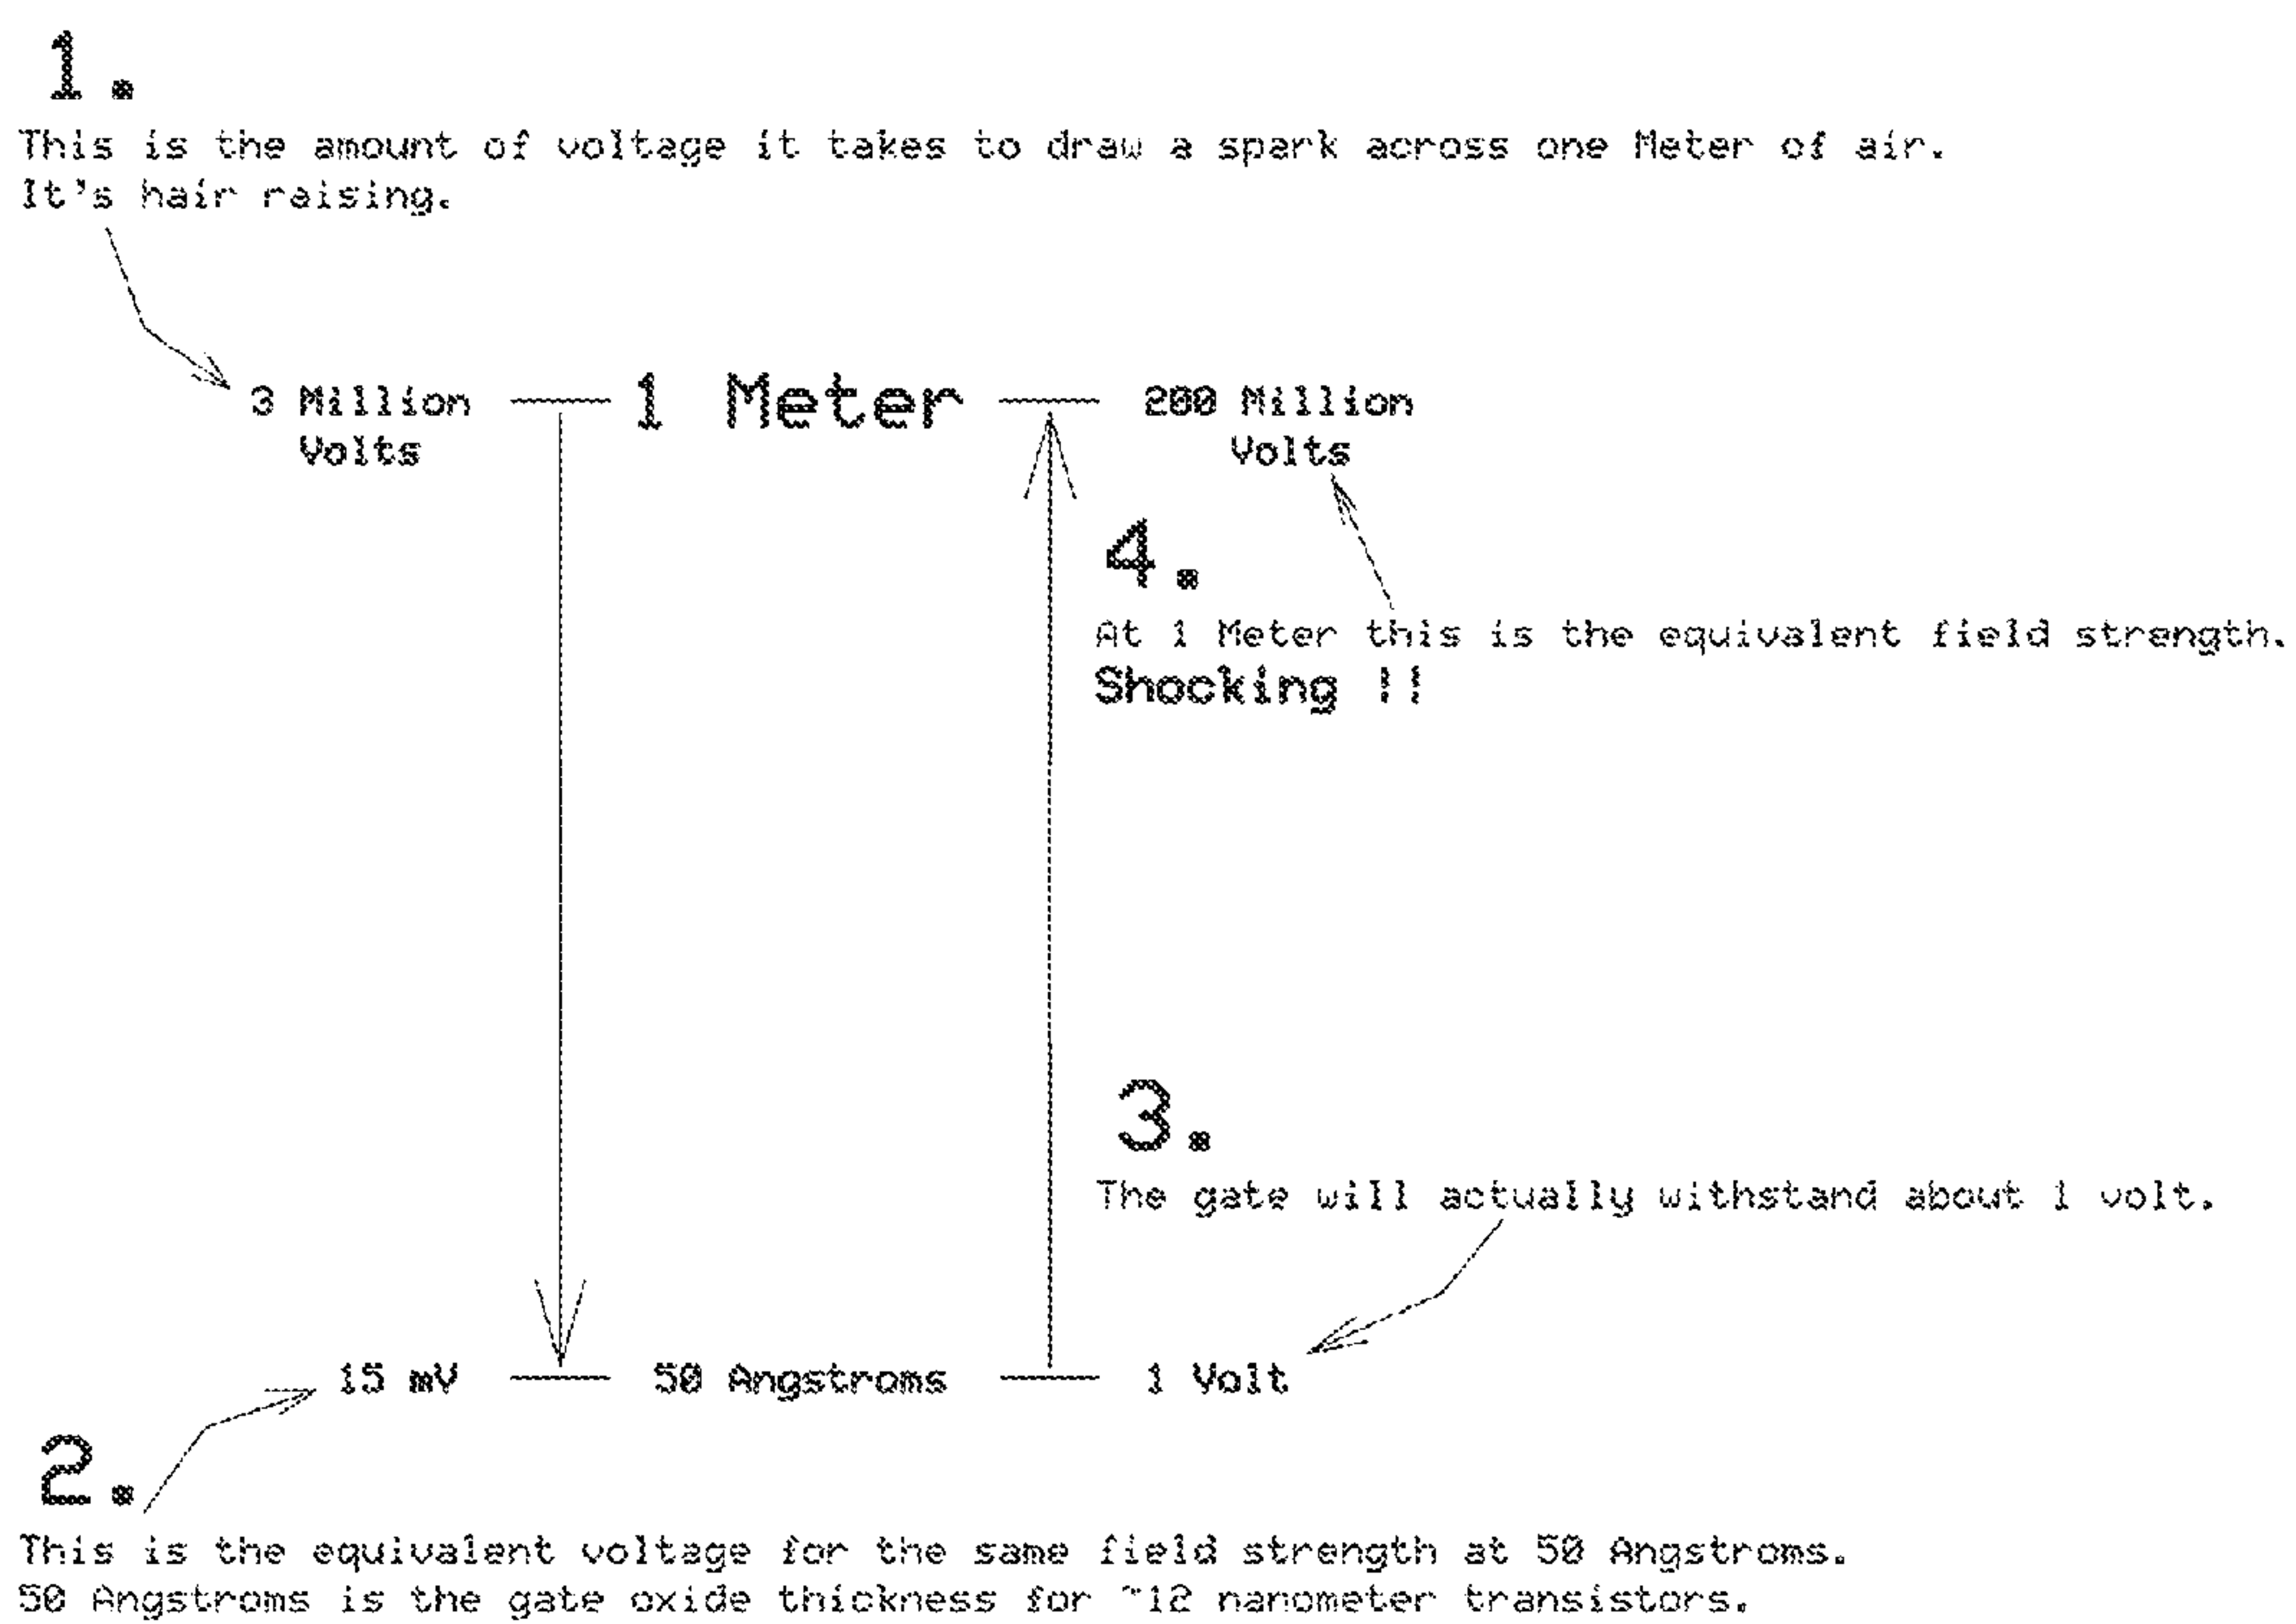 1.
This is the amount of voltage it takes to draw a spark across one Meter of air.
It's hair raising.
3 Million
Volts
1 Meter
200 Million
Volts
4.
At 1 Meter this is the equivalent field strength.
Shocking !!
3.
The gate will actually withstand about 1 volt.
15 mV
50 Angstroms
1 Volt
2.
This is the equivalent voltage for the same field strength at 50 Angstroms.
50 Angstroms is the gate oxide thickness for ~12 nanometer transistors.